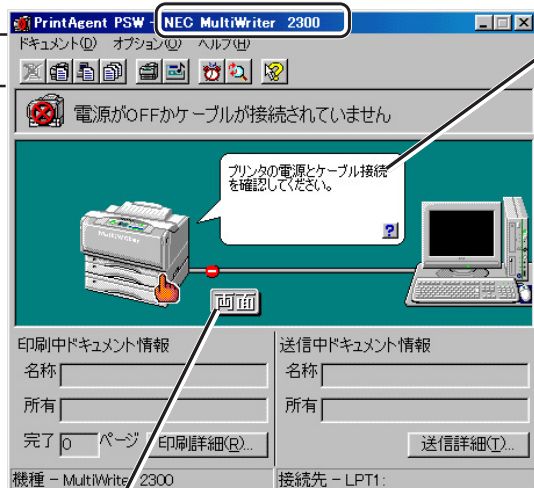 PrintAgent PSW - NEC MultiWriter 2300
ドキュメント(D) オプション(O) ヘルプ(H)
電源がOFFかケーブルが接続されていません
プリンタの電源とケーブル接続
を確認してください。
?
MultiWriter
両面
印刷中ドキュメント情報
送信中ドキュメント情報
名称
名称
所有
所有
完了 0 ページ 印刷詳細(R)...
送信詳細(T)...
機種 - MultiWriter 2300
接続先 - LPT1: